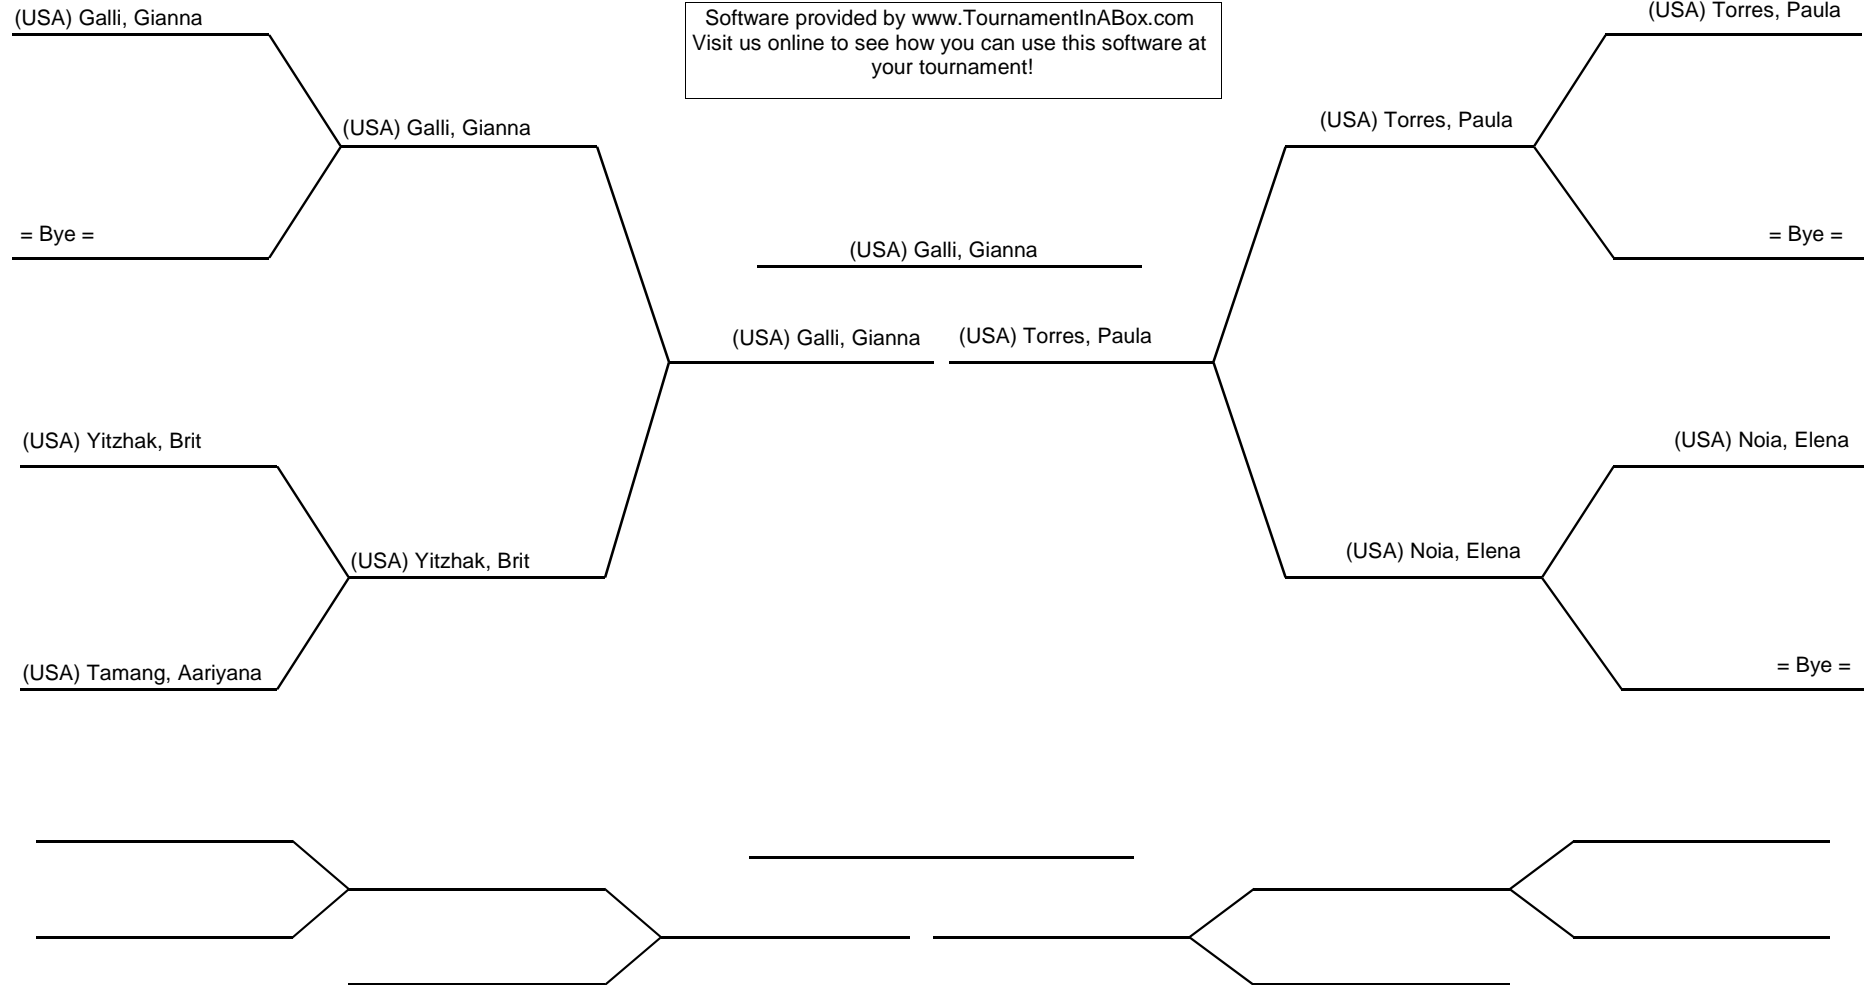 (USA) Galli, Gianna
Software provided by www.TournamentInABox.com
Visit us online to see how you can use this software at
your tournament!
(USA) Torres, Paula
(USA) Galli, Gianna
(USA) Torres, Paula
= Bye =
(USA) Galli, Gianna
= Bye =
(USA) Galli, Gianna
(USA) Torres, Paula
(USA) Yitzhak, Brit
(USA) Noia, Elena
(USA) Yitzhak, Brit
(USA) Noia, Elena
(USA) Tamang, Aariyana
= Bye =